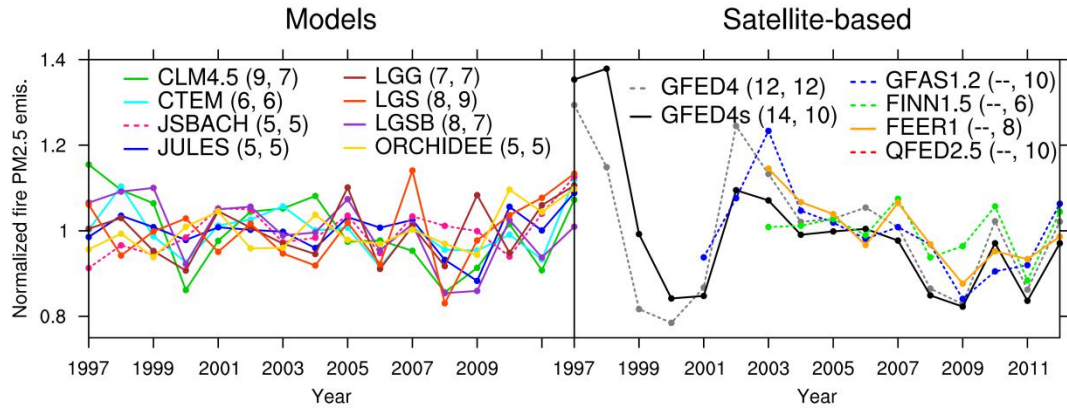 Models
Satellite-based
Normalized fire PM2.5 emis.
1.4
1.2
1
0.8
CLM4.5 (9, 7)
CTEM (6, 6)
JSBACH (5, 5)
JULES (5, 5)
LGG (7, 7)
LGS (8, 9)
LGSB (8, 7)
ORCHIDEE (5, 5)
GFED4 (12, 12)
GFED4s (14, 10)
GFAS1.2 (--, 10)
FINN1.5 (--, 6)
FEER1 (--, 8)
QFED2.5 (--, 10)
1997 1999 2001 2003 2005 2007 2009 1997 1999 2001 2003 2005 2007 2009 2011
Year
Year